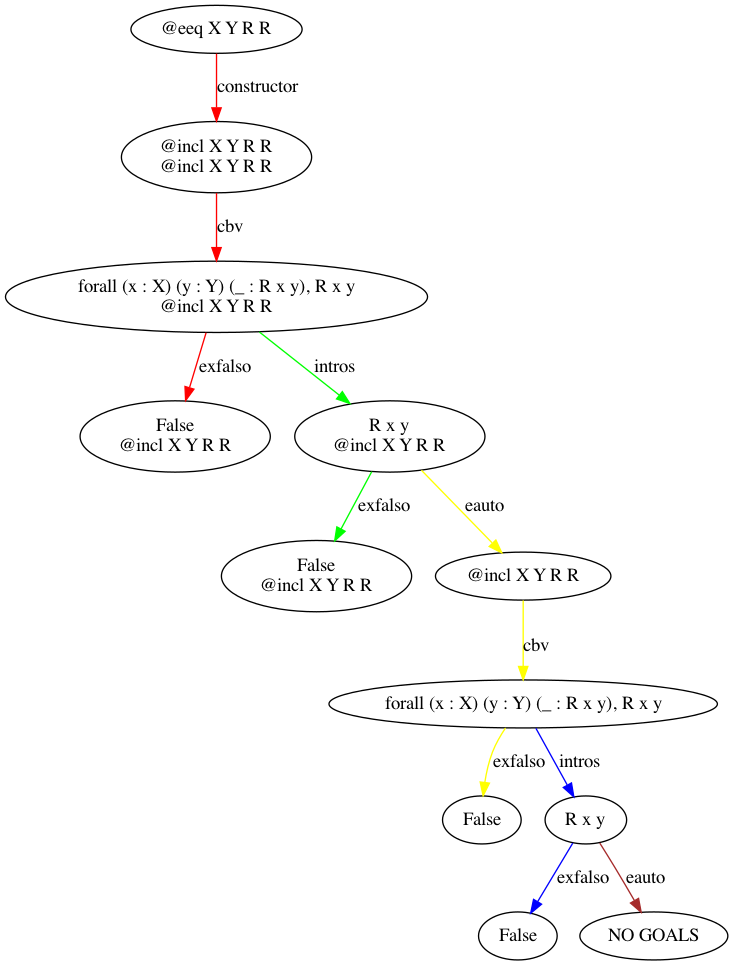 @eeq X Y R R
constructor
@incl X Y R R
@incl X Y R R
cbv
forall (x : X) (y : Y) (_ : R x y), R x y
@incl X Y R R
exfalso
intros
False
@incl X Y R R
R x y
@incl X Y R R
exfalso
eauto
False
@incl X Y R R
@incl X Y R R
cbv
forall (x : X) (y : Y) (_ : R x y), R x y
exfalso
intros
False
R x y
exfalso
eauto
False
NO GOALS